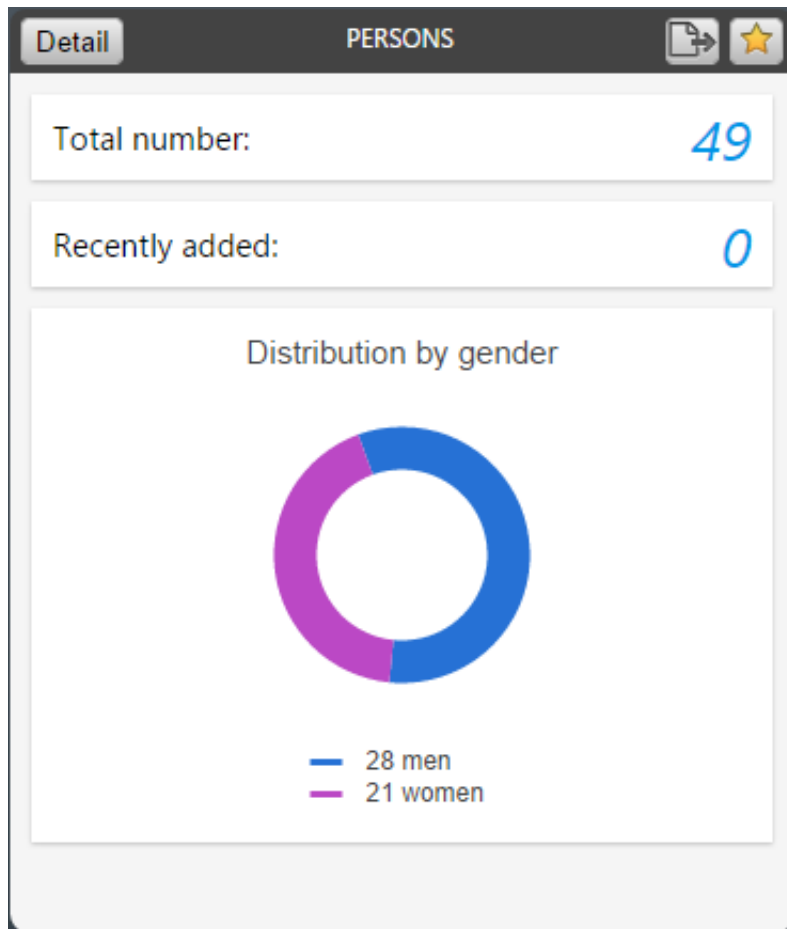 Detail PERSONS
Total number: 49
Recently added: 0
Distribution by gender
28 men
21 women